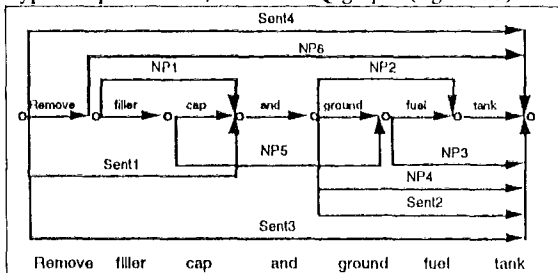 Sent4
NP6
NP1 NP2
Remove filler cap and ground fuel tank
NP5 NP3
Sent1 NP4
Sent2
Sent3
Remove filler cap and ground fuel tank